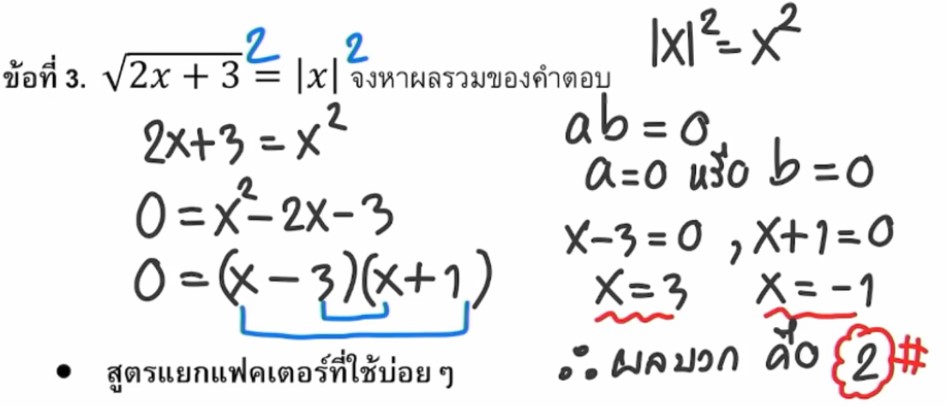 ข้อที่ 3. √(2x + 3)² = |x|² จงหาผลรวมของคำตอบ
2x+3 = x²
0 = x²-2x-3
0 = (x-3)(x+1)
• สูตรแยกแฟคเตอร์ที่ใช้บ่อย ๆ
|x|² = x²
ab = 0
a=0 หรือ b=0
x-3=0 , x+1=0
x=3 x=-1
∴ ผลบวก คือ 2 #